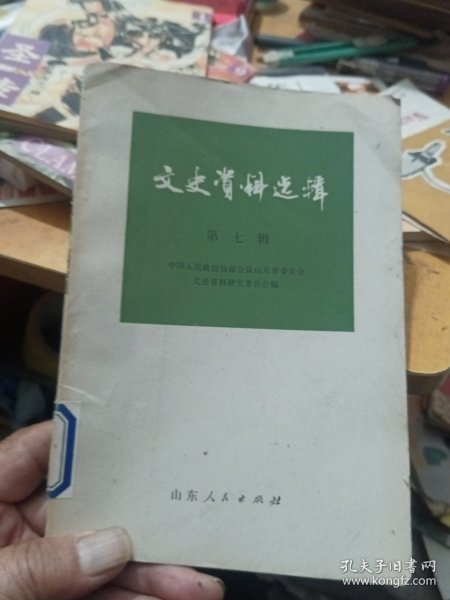 圣
文史资料选辑
第七辑
中国人民政治协商会议山东省委员会
文史资料研究委员会编
山东人民出版社
孔夫子旧书网
www.kongfz.com